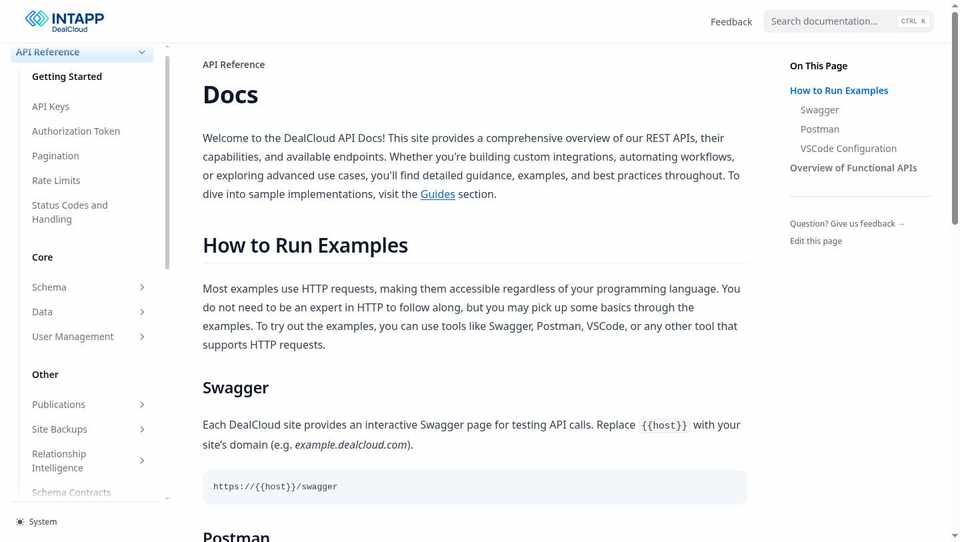 INTAPP
DealCloud
Feedback
Search documentation...
CTRL K
API Reference
Getting Started
API Keys
Authorization Token
Pagination
Rate Limits
Status Codes and
Handling
Core
Schema
Data
User Management
Other
Publications
Site Backups
Relationship
Intelligence
Schema Contracts
System
API Reference
Docs
Welcome to the DealCloud API Docs! This site provides a comprehensive overview of our REST APIs, their
capabilities, and available endpoints. Whether you're building custom integrations, automating workflows,
or exploring advanced use cases, you'll find detailed guidance, examples, and best practices throughout. To
dive into sample implementations, visit the Guides section.
How to Run Examples
Most examples use HTTP requests, making them accessible regardless of your programming language. You
do not need to be an expert in HTTP to follow along, but you may pick up some basics through the
examples. To try out the examples, you can use tools like Swagger, Postman, VSCode, or any other tool that
supports HTTP requests.
Swagger
Each DealCloud site provides an interactive Swagger page for testing API calls. Replace {{host}} with your
site's domain (e.g. example.dealcloud.com).
https://{{host}}/swagger
Postman
On This Page
How to Run Examples
Swagger
Postman
VSCode Configuration
Overview of Functional APIs
Question? Give us feedback →
Edit this page